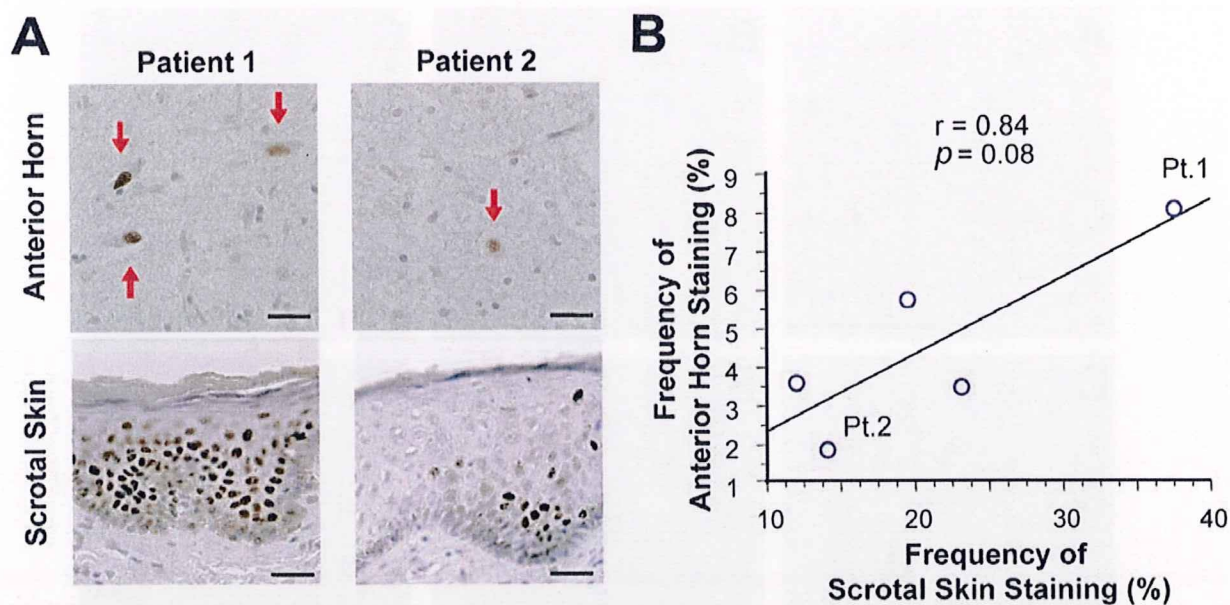 A
Patient 1
Patient 2
Anterior Horn
Scrotal Skin
B
r = 0.84
p = 0.08
Pt.1
Pt.2
Frequency of
Anterior Horn Staining (%)
9
8
7
6
5
4
3
2
1
10
20
30
40
Frequency of
Scrotal Skin Staining (%)